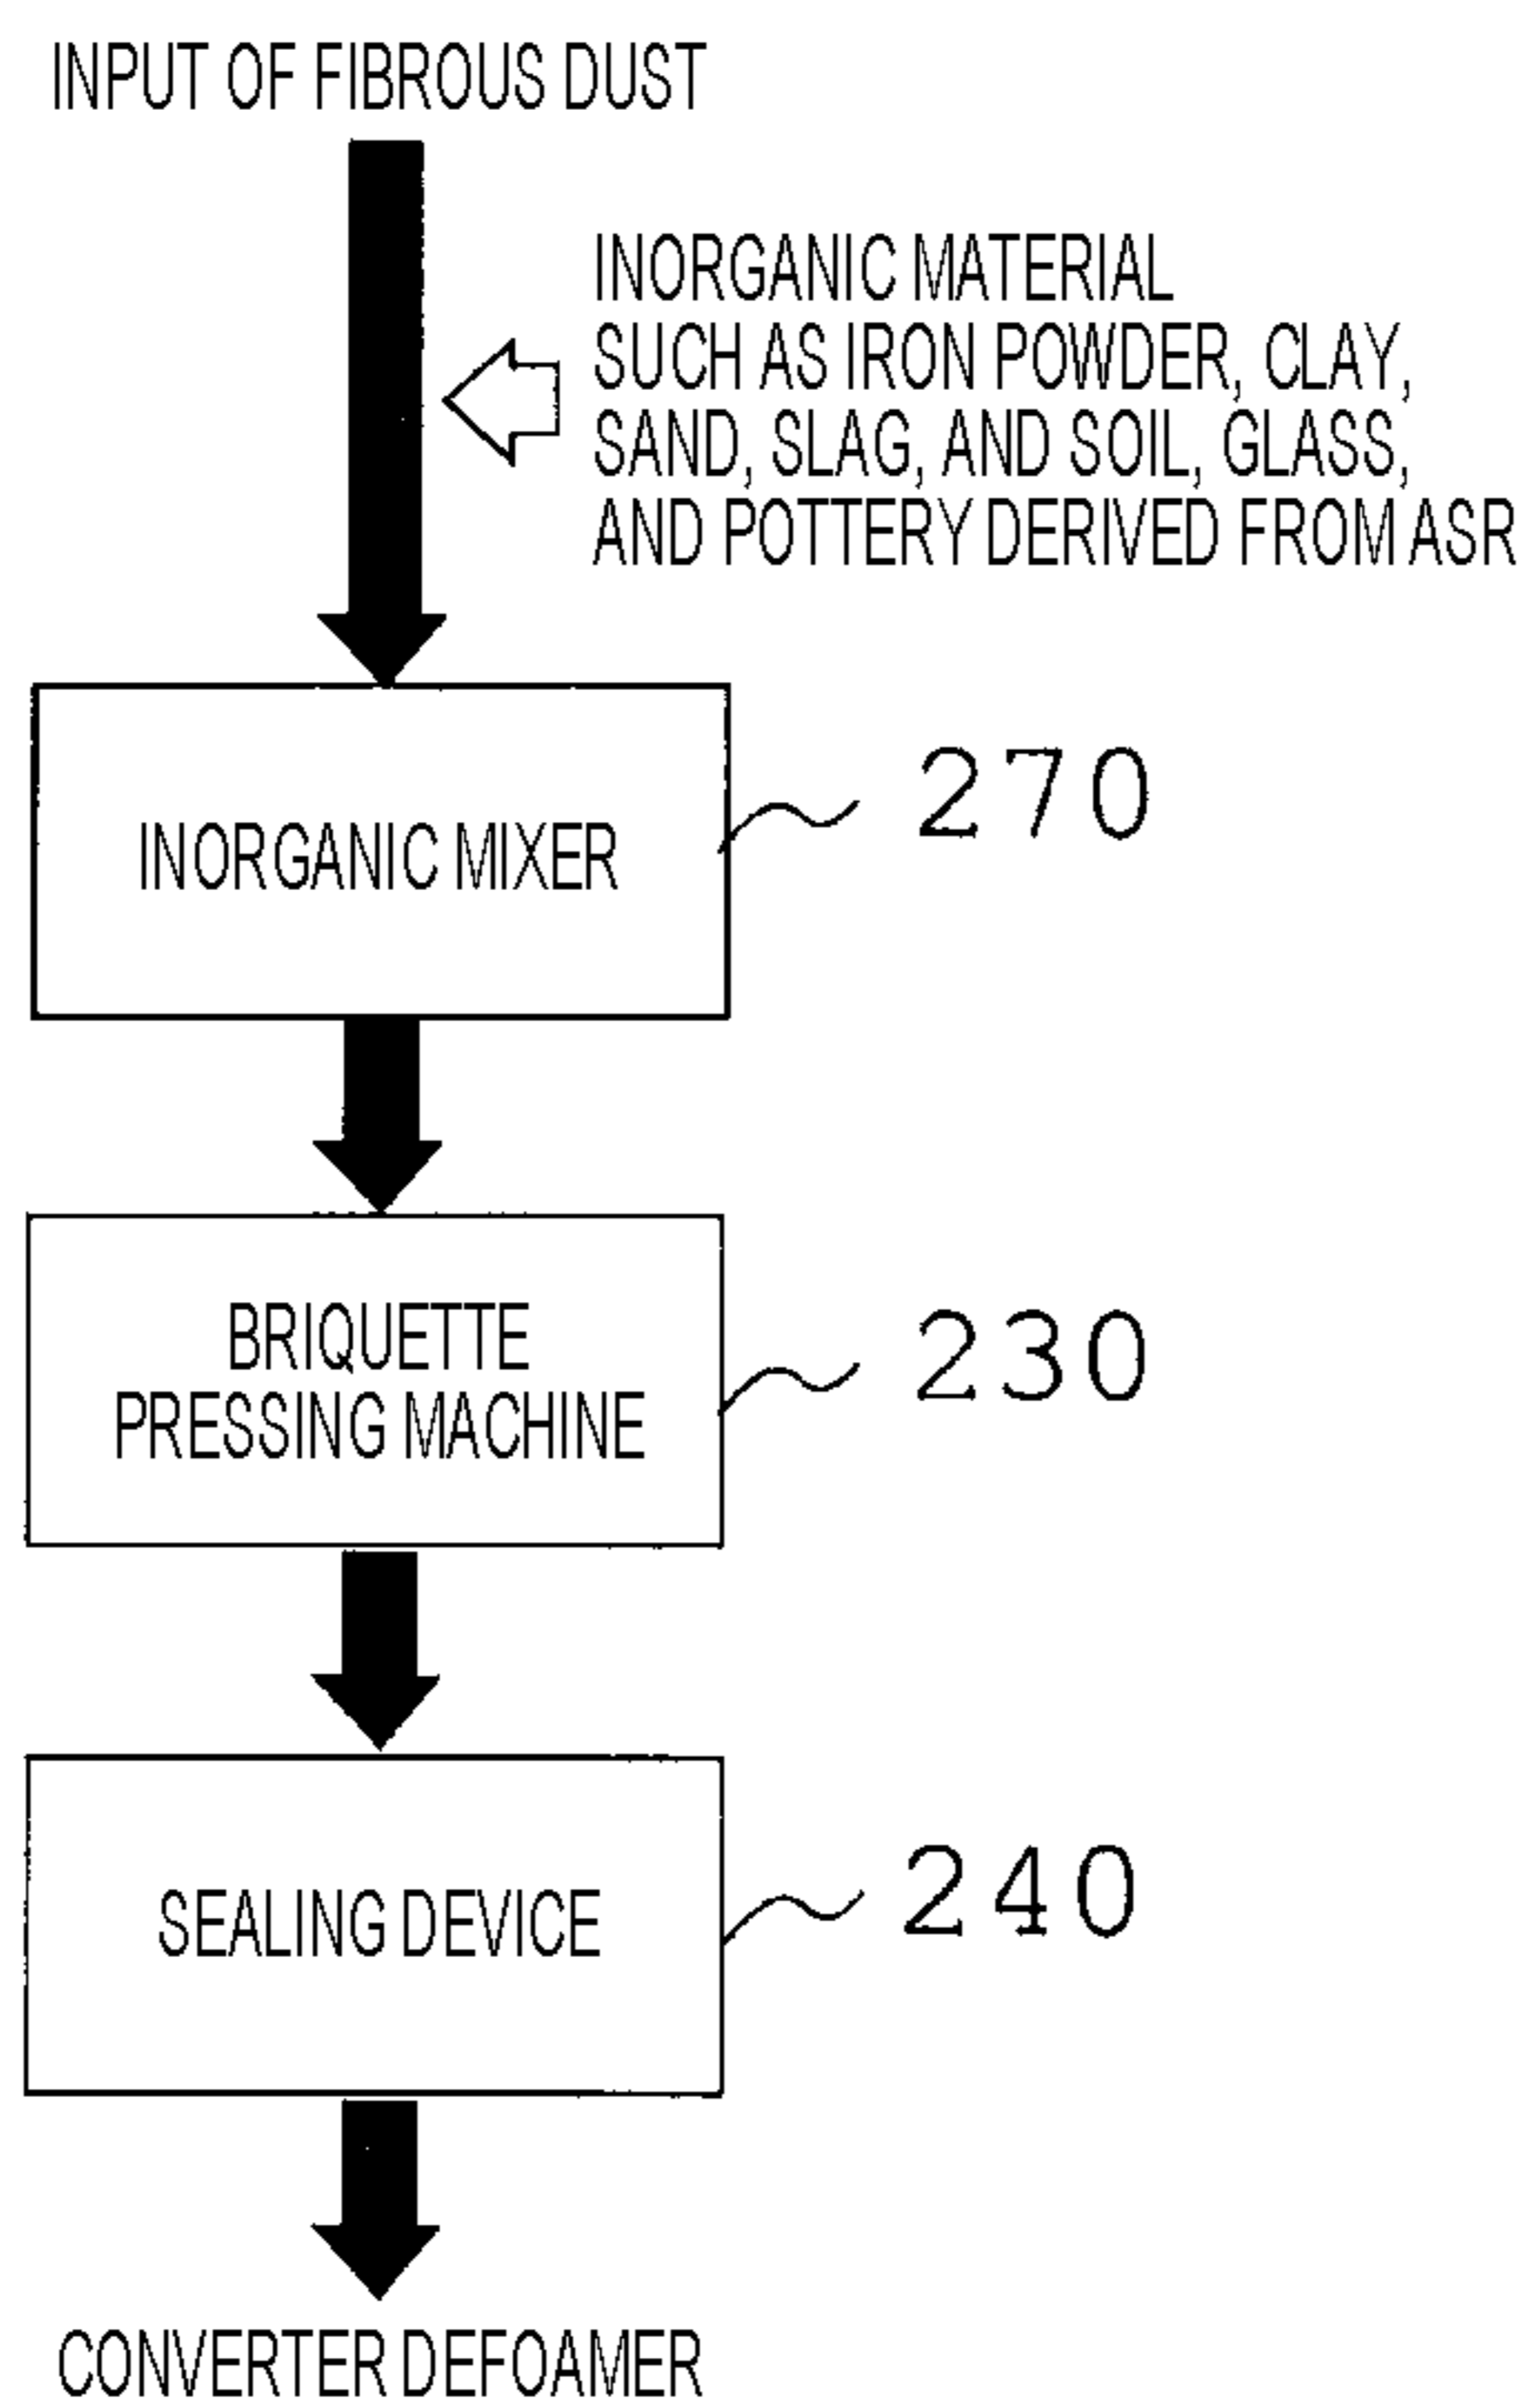 INPUT OF FIBROUS DUST
INORGANIC MATERIAL
SUCH AS IRON POWDER, CLAY,
SAND, SLAG, AND SOIL, GLASS,
AND POTTERY DERIVED FROM ASR
INORGANIC MIXER
270
BRIQUETTE
PRESSING MACHINE
230
SEALING DEVICE
240
CONVERTER DEFOAMER